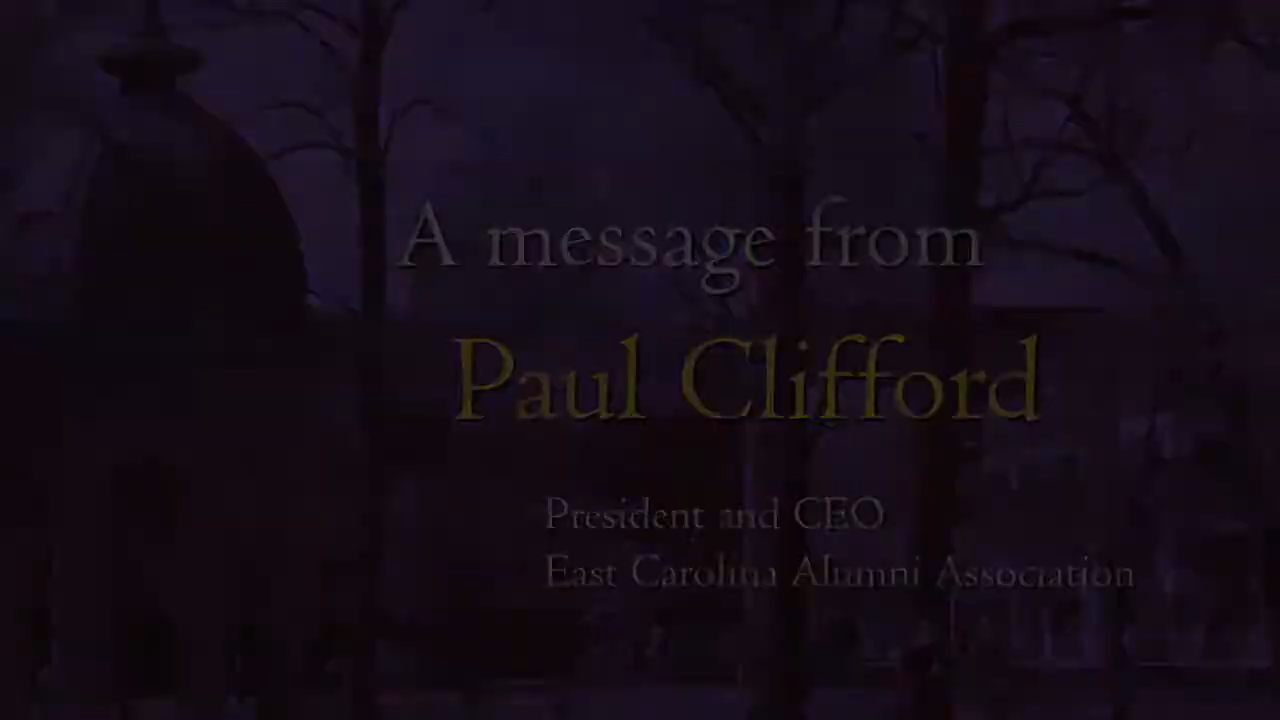 A message from
Paul Clifford
President and CEO
East Carolina Alumni Association